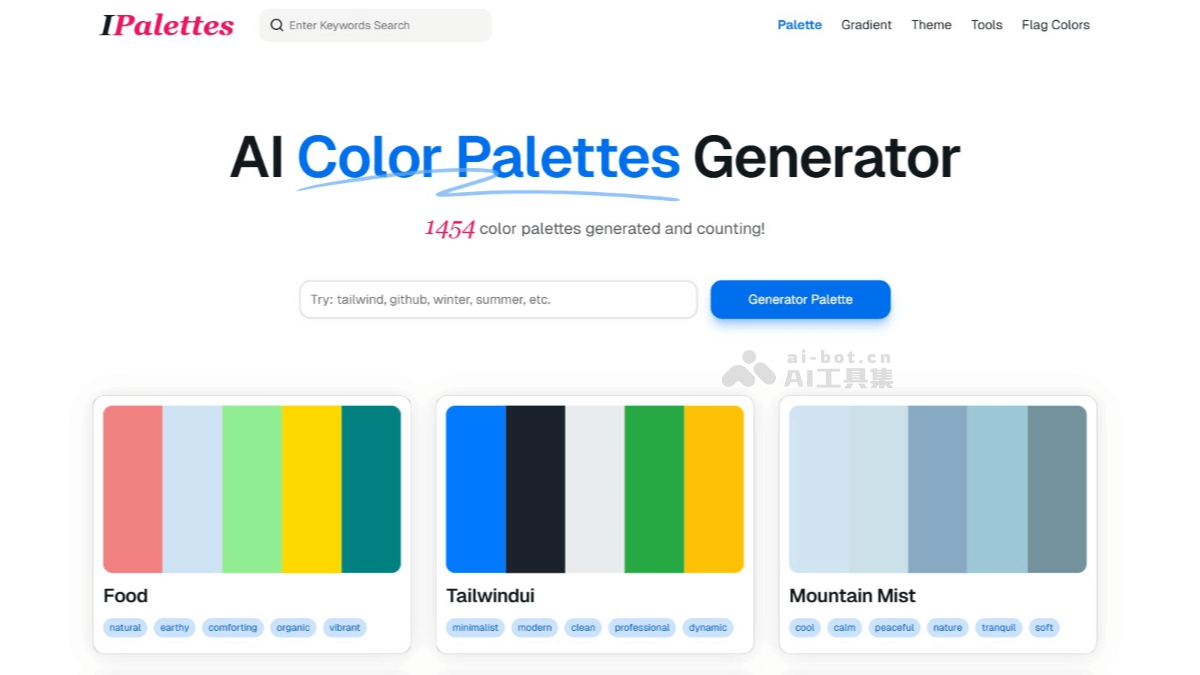 IPalettes
Enter Keywords Search
Palette Gradient Theme Tools Flag Colors
AI Color Palettes Generator
1454 color palettes generated and counting!
Try: tailwind, github, winter, summer, etc.
Generator Palette
ai-bot.cn
AI工具集
Food
natural earthy comforting organic vibrant
Tailwindui
minimalist modern clean professional dynamic
Mountain Mist
cool calm peaceful nature tranquil soft